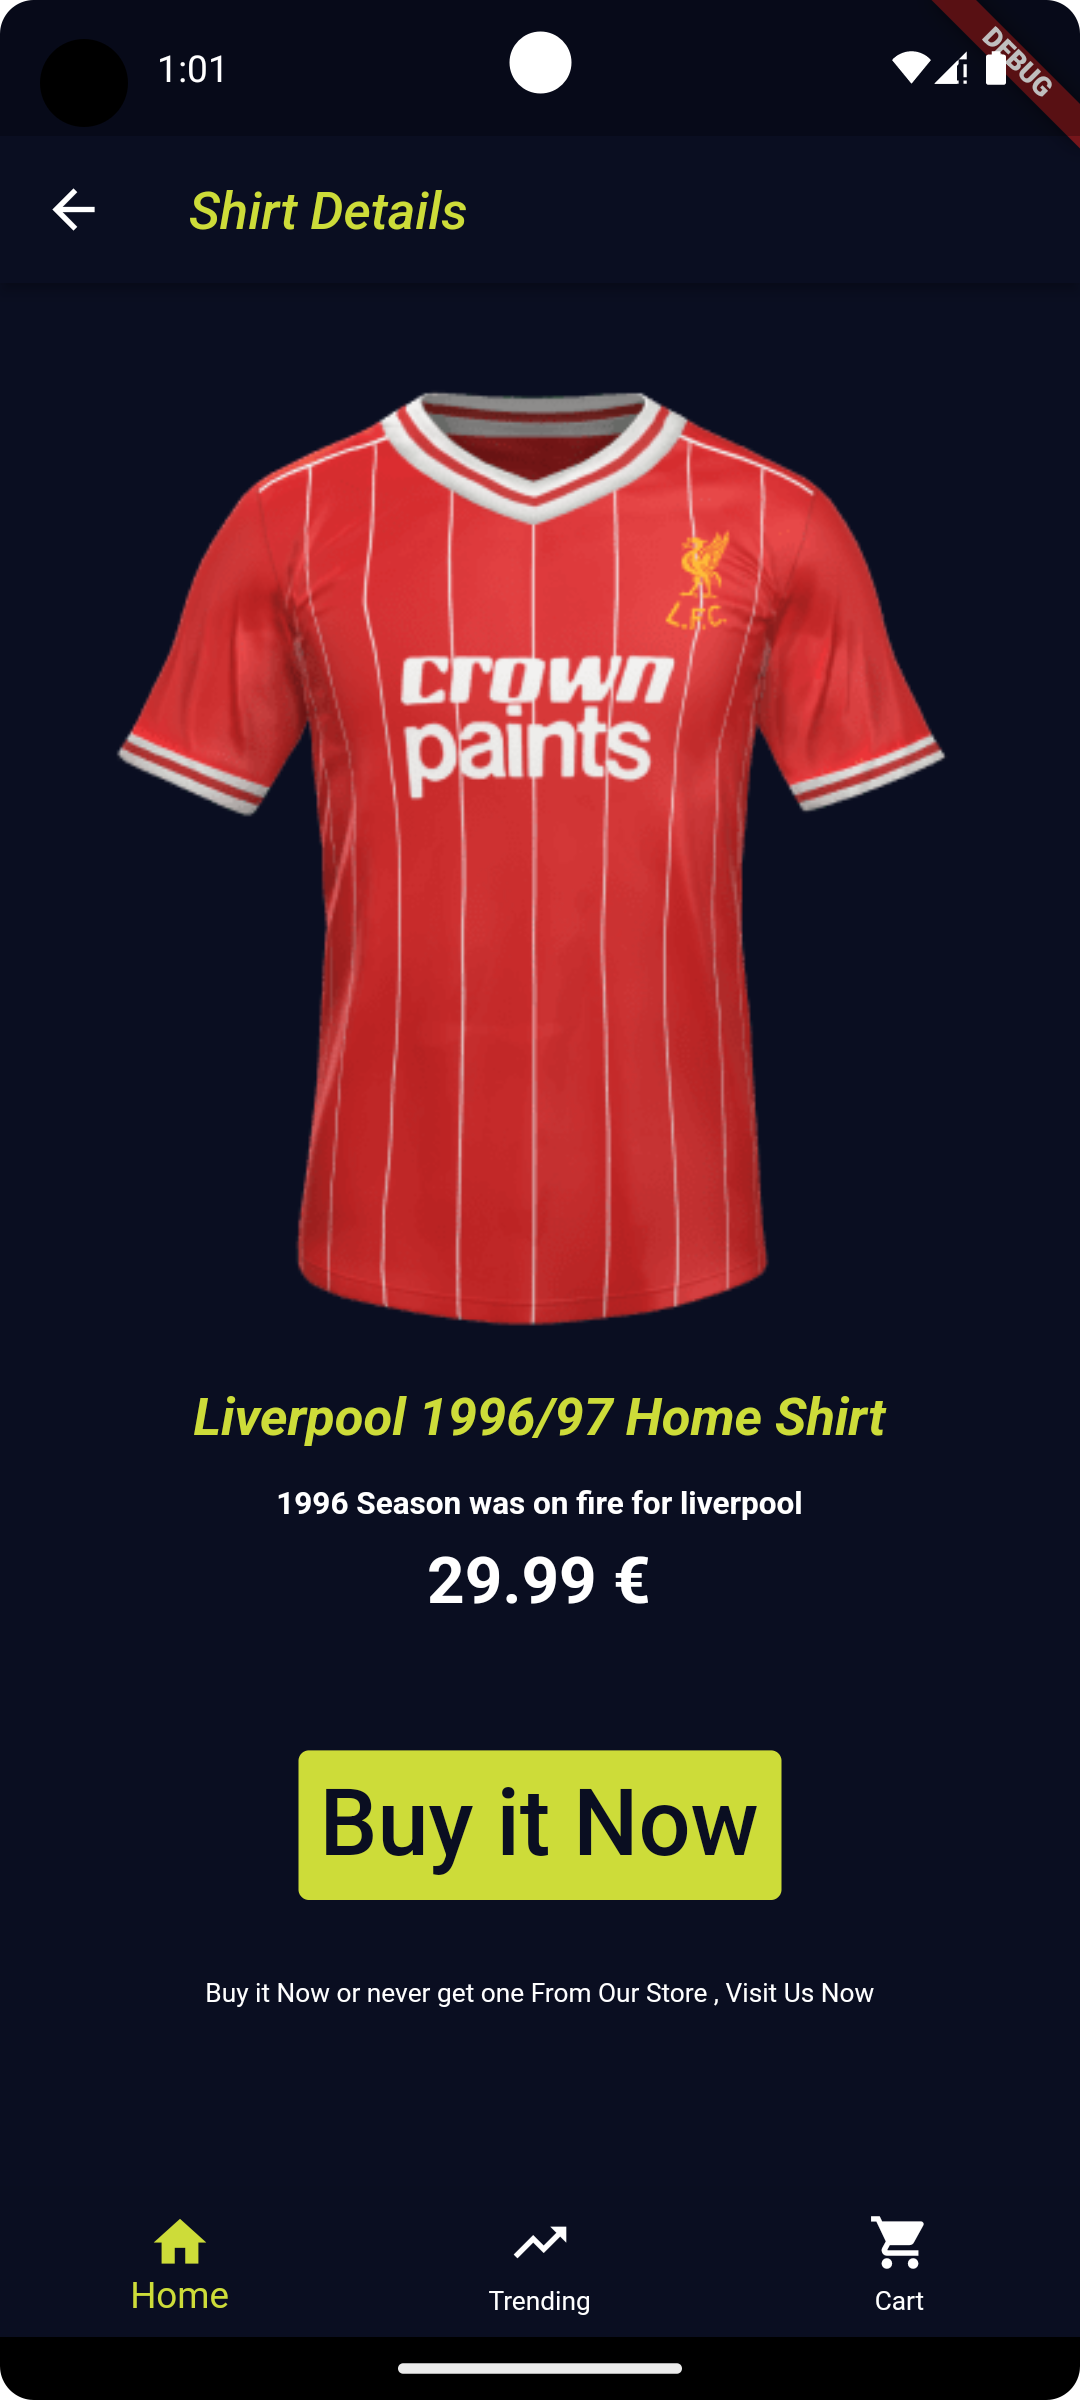 1:01
DEBUG
Shirt Details
L.F.C.
crown
paints
Liverpool 1996/97 Home Shirt
1996 Season was on fire for liverpool
29.99 €
Buy it Now
Buy it Now or never get one From Our Store , Visit Us Now
Home
Trending
Cart